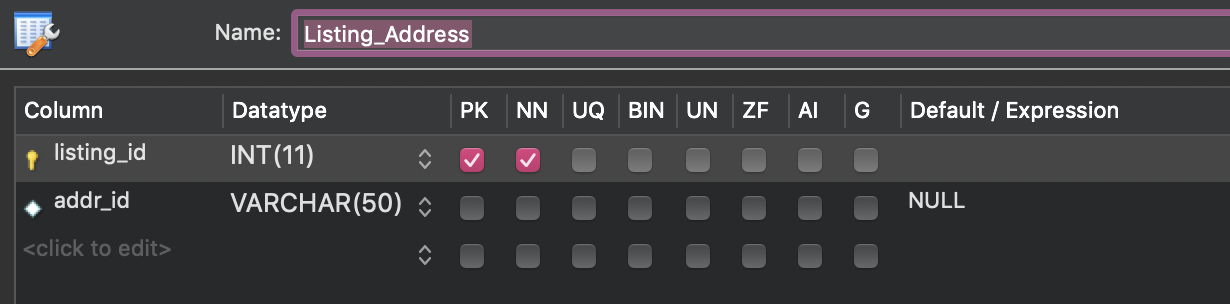 Name: Listing_Address
Column Datatype PK NN UQ BIN UN ZF AI G Default / Expression
listing_id INT(11)
addr_id VARCHAR(50) NULL
<click to edit>